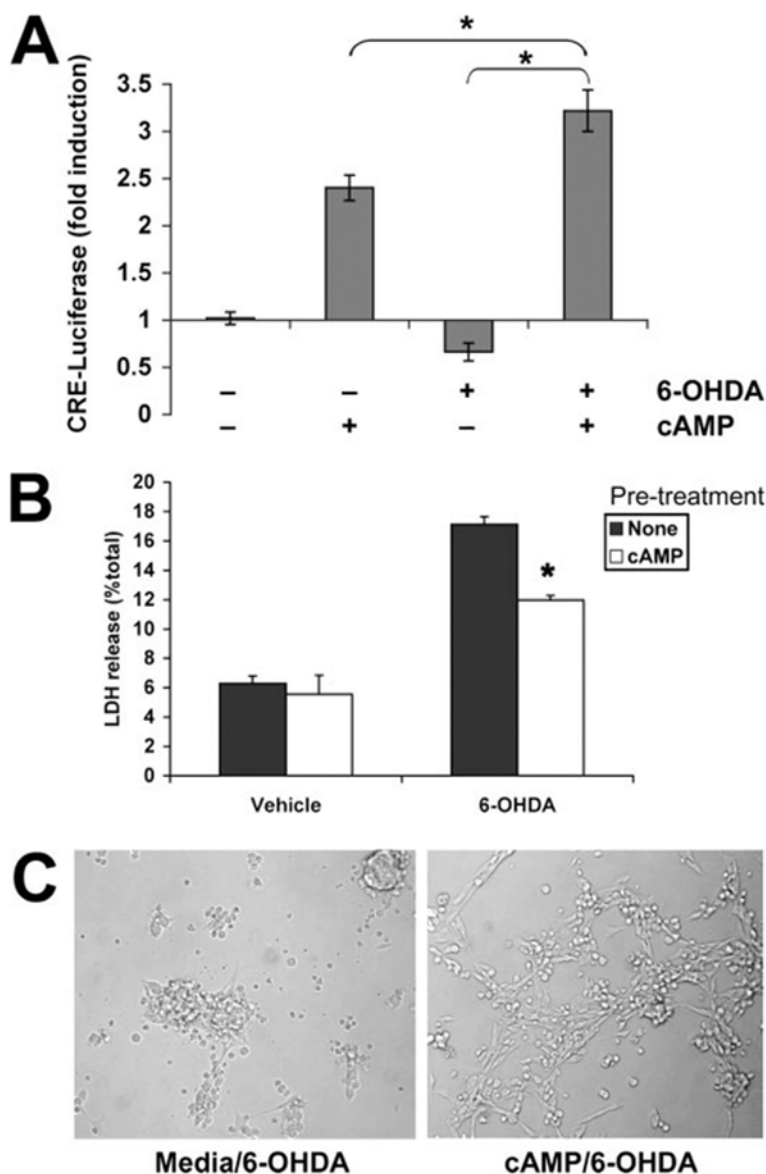 A
*
*
CRE-Luciferase (fold induction)
3.5
3
2.5
2
1.5
1
0.5
0
– – + + 6-OHDA
– + – + cAMP
B
LDH release (%total)
20
18
16
14
12
10
8
6
4
2
0
*
Pre-treatment
None
cAMP
Vehicle 6-OHDA
C
Media/6-OHDA cAMP/6-OHDA